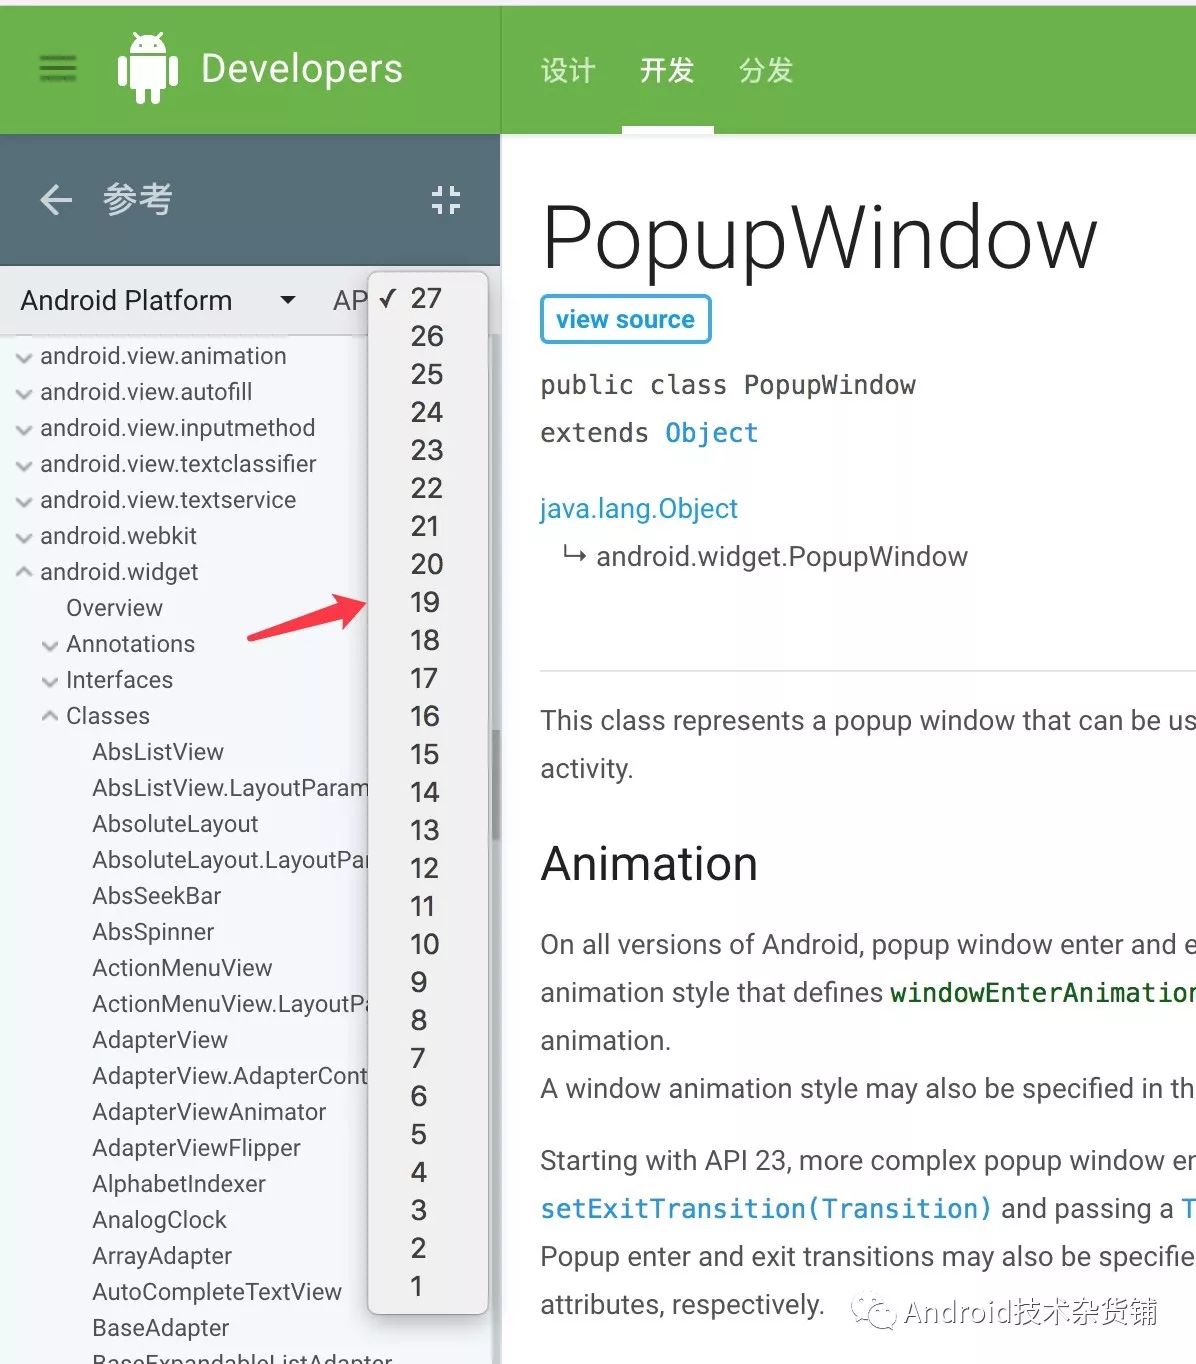 Developers
设计 开发 分发
参考
Android Platform
AP
27
26
25
24
23
22
21
20
19
18
17
16
15
14
13
12
11
10
9
8
7
6
5
4
3
2
1
android.view.animation
android.view.autofill
android.view.inputmethod
android.view.textclassifier
android.view.textservice
android.webkit
android.widget
Overview
Annotations
Interfaces
Classes
AbsListView
AbsListView.LayoutParam
AbsoluteLayout
AbsoluteLayout.LayoutPar
AbsSeekBar
AbsSpinner
ActionMenuView
ActionMenuView.LayoutPa
AdapterView
AdapterView.AdapterCont
AdapterViewAnimator
AdapterViewFlipper
AlphabetIndexer
AnalogClock
ArrayAdapter
AutoCompleteTextView
BaseAdapter
BaseExpandableListAdapter
PopupWindow
view source
public class PopupWindow
extends Object
java.lang.Object
↳ android.widget.PopupWindow
This class represents a popup window that can be us
activity.
Animation
On all versions of Android, popup window enter and e
animation style that defines windowEnterAnimation
animation.
A window animation style may also be specified in th
Starting with API 23, more complex popup window en
setExitTransition(Transition) and passing a T
Popup enter and exit transitions may also be specifie
attributes, respectively.
Android技术杂货铺